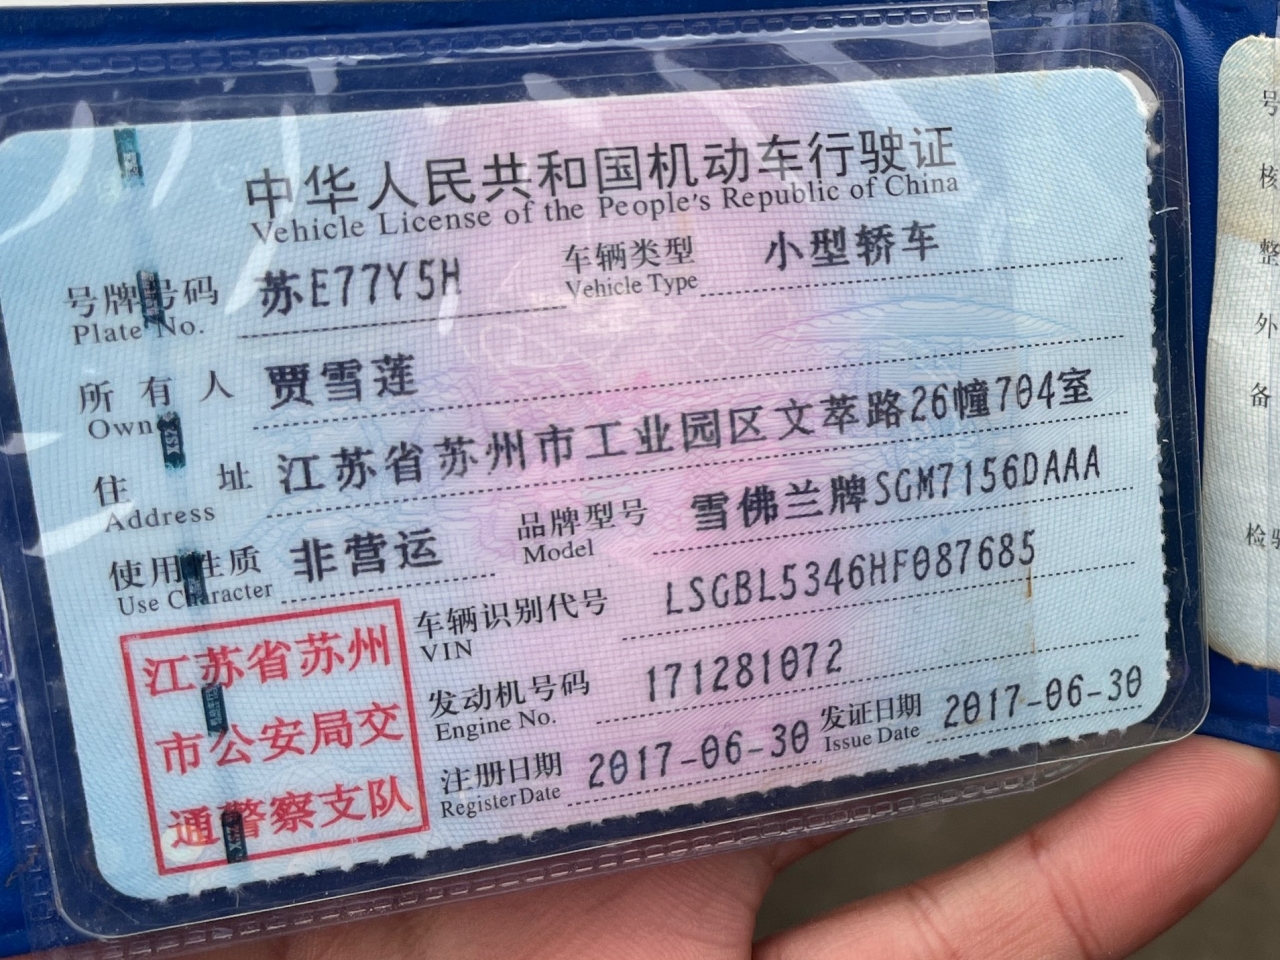 中华人民共和国机动车行驶证
Vehicle License of the People's Republic of China
号牌号码 苏E77Y5H 车辆类型 小型轿车
Plate No. Vehicle Type
所有人 贾雪莲
Owner
住址 江苏省苏州市工业园区文萃路26幢704室
Address
使用性质 非营运 品牌型号 雪佛兰牌SGM7156DAAA
Use Character Model
车辆识别代号 LSGBL5346HF087685
VIN
发动机号码 171281072
Engine No.
注册日期 2017-06-30 发证日期 2017-06-30
Register Date Issue Date
江苏省苏州
市公安局交
通警察支队
号
核
整
外
备
检验